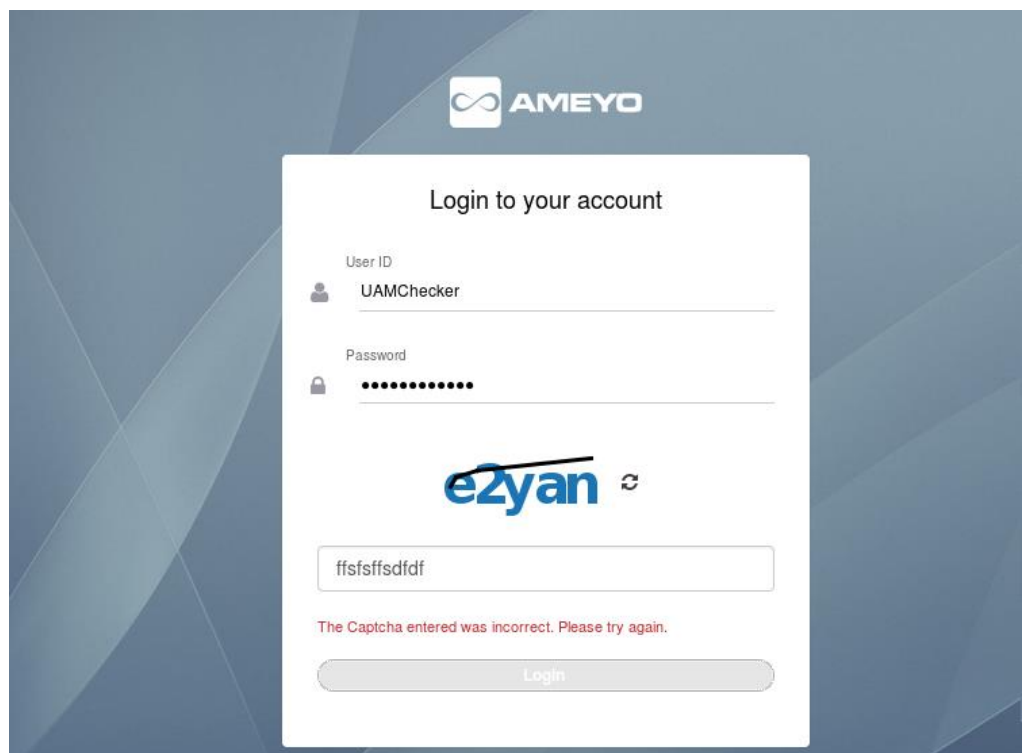 AMEYO
Login to your account
User ID
UAMChecker
Password
••••••••••••
e2yan
ffsfsffsdfdf
The Captcha entered was incorrect. Please try again.
Login